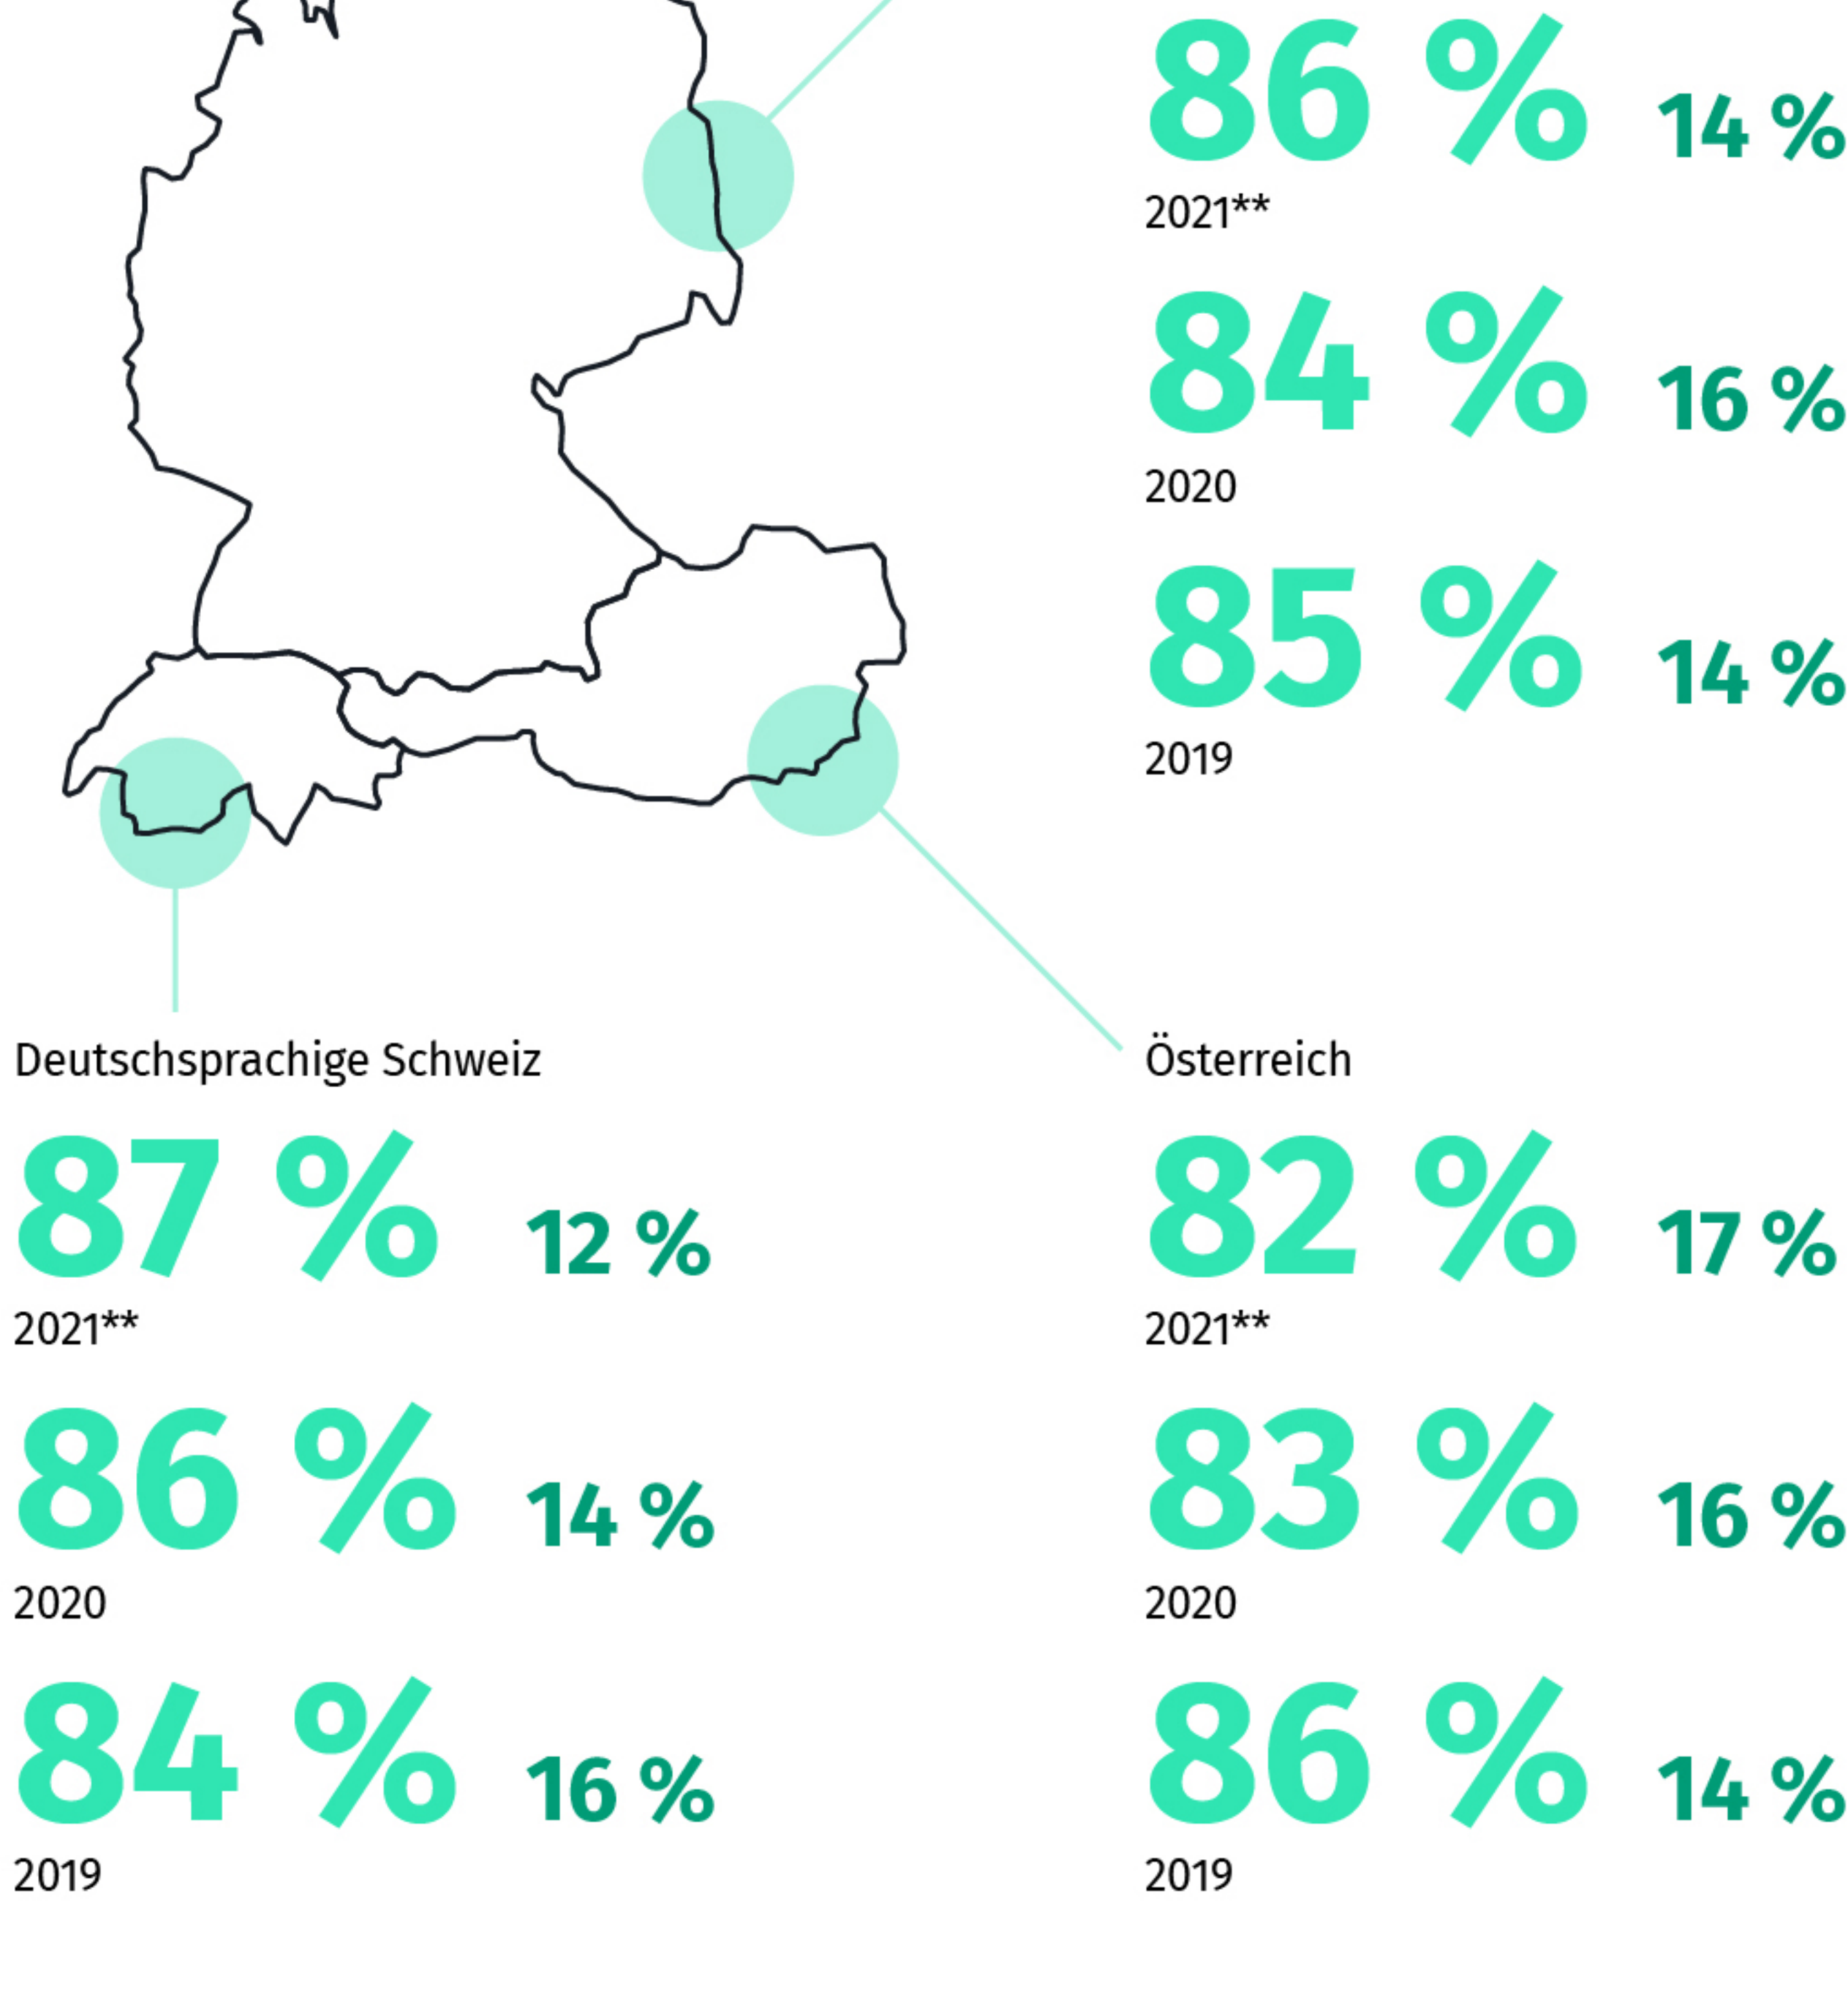 86 % 14 %
2021**
84 % 16 %
2020
85 % 14 %
2019
Deutschsprachige Schweiz
87 % 12 %
2021**
86 % 14 %
2020
84 % 16 %
2019
Österreich
82 % 17 %
2021**
83 % 16 %
2020
86 % 14 %
2019